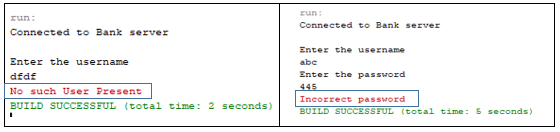 run:
Connected to Bank server
Enter the username
dfdf
No such User Present
BUILD SUCCESSFUL (total time: 2 seconds)
run:
Connected to Bank server
Enter the username
abc
Enter the password
445
Incorrect password
BUILD SUCCESSFUL (total time: 5 seconds)